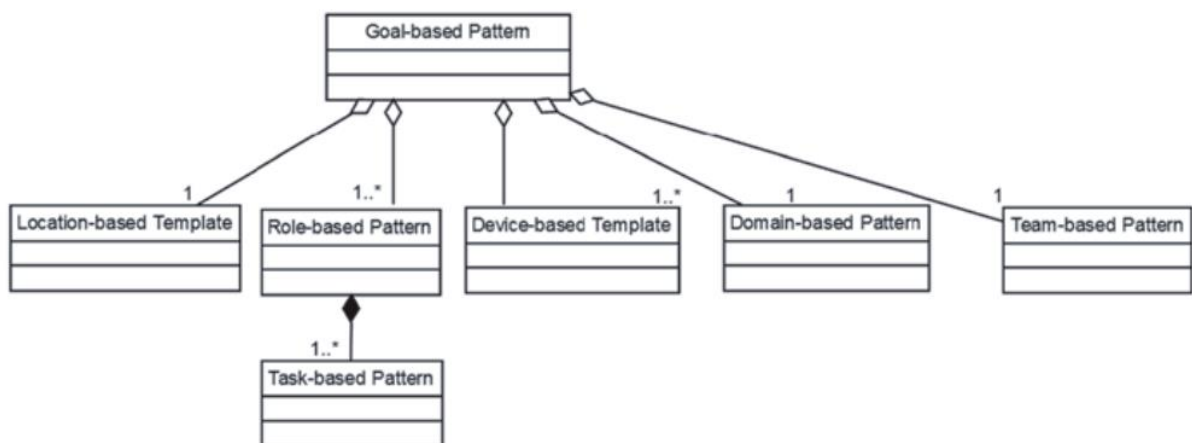 Goal-based Pattern
1
1..*
1..*
1
1
Location-based Template
Role-based Pattern
Device-based Template
Domain-based Pattern
Team-based Pattern
1..*
Task-based Pattern